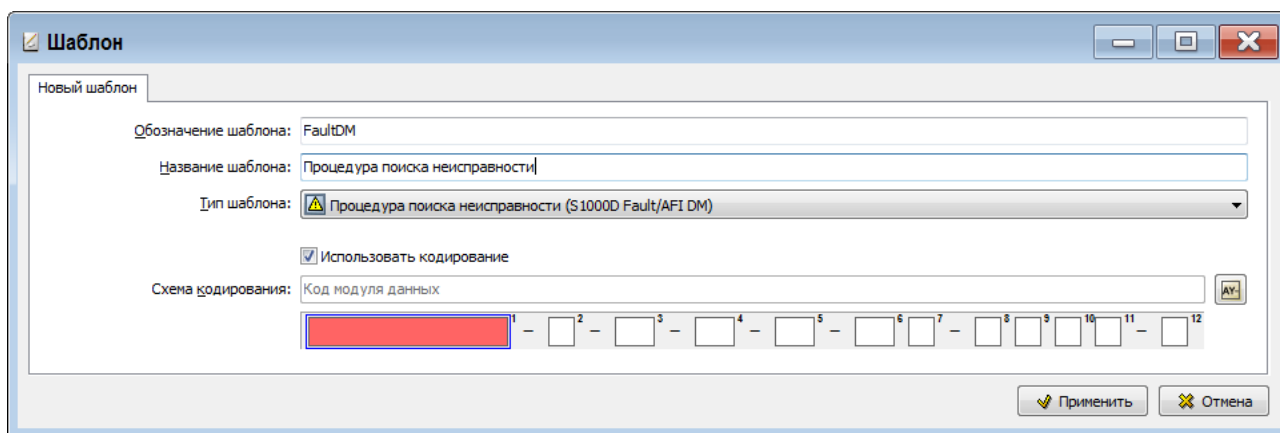 Шаблон
Новый шаблон
Обозначение шаблона: FaultDM
Название шаблона: Процедура поиска неисправности
Тип шаблона: Процедура поиска неисправности (S1000D Fault/AFI DM)
Использовать кодирование
Схема кодирования: Код модуля данных AY-
1 – 2 – 3 – 4 – 5 – 6 7 – 8 9 10 11 – 12
Применить Отмена